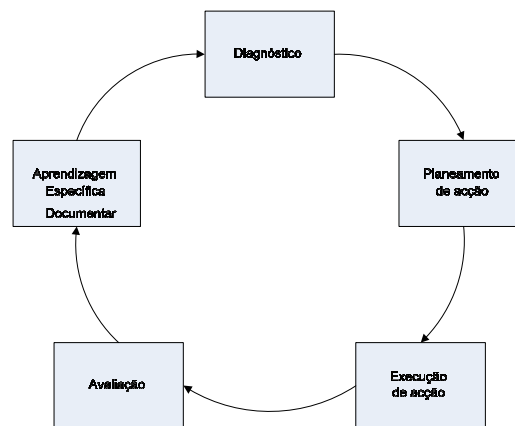 Diagnóstico
Planeamento
de acção
Execução
de acção
Avaliação
Aprendizagem
Específica
Documentar